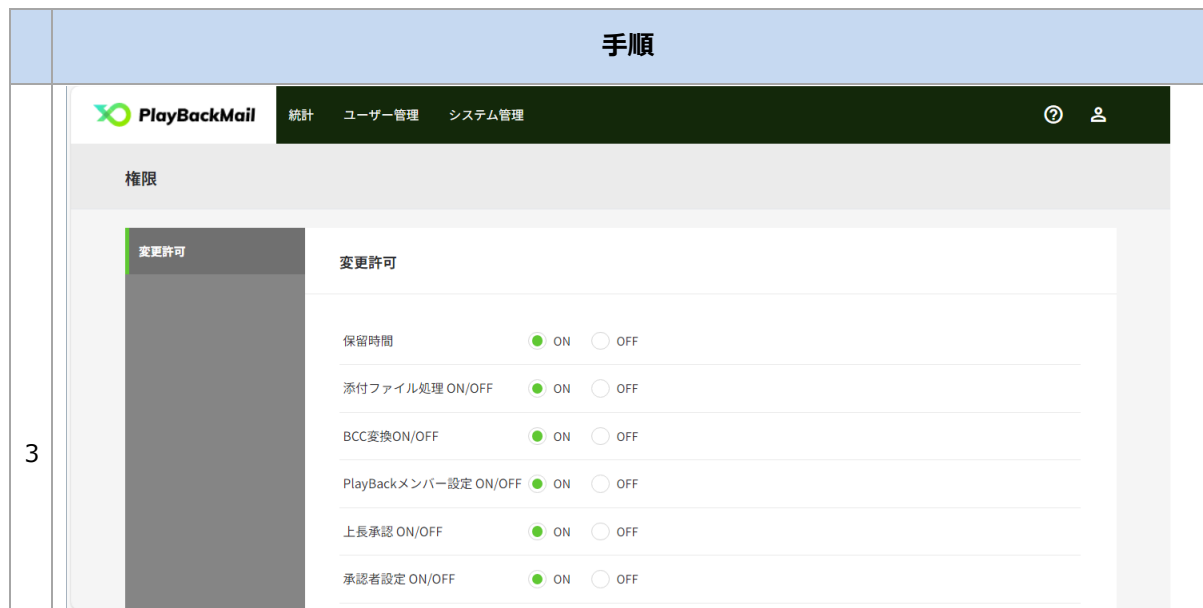 手順
3
PlayBackMail 統計 ユーザー管理 システム管理
権限
変更許可
変更許可
保留時間 ON OFF
添付ファイル処理 ON/OFF ON OFF
BCC変換ON/OFF ON OFF
PlayBackメンバー設定 ON/OFF ON OFF
上長承認 ON/OFF ON OFF
承認者設定 ON/OFF ON OFF